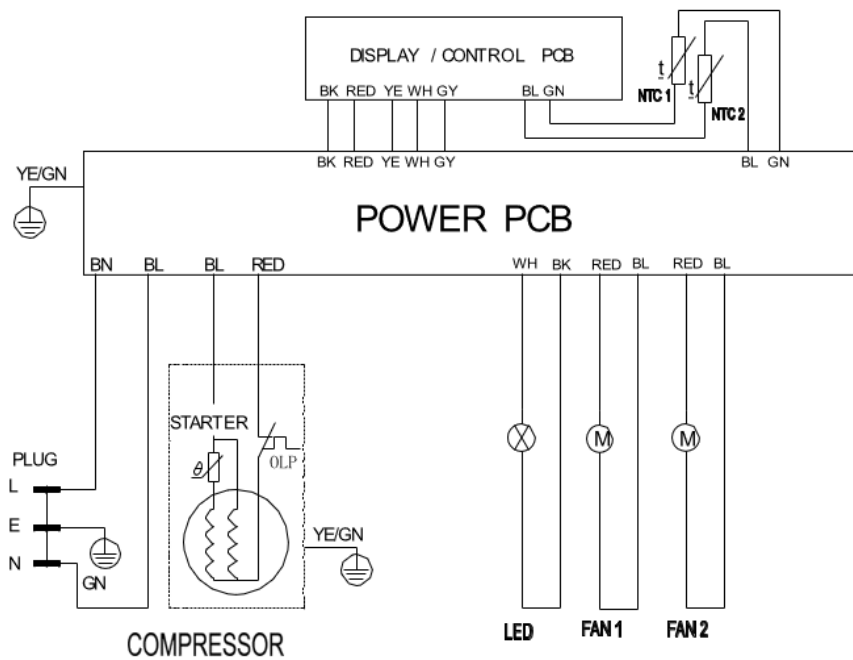 DISPLAY / CONTROL PCB
BK RED YE WH GY BL GN
t
NTC 1
t
NTC 2
BK RED YE WH GY BL GN
YE/GN
POWER PCB
BN BL BL RED WH BK RED BL RED BL
STARTER
θ
OLP
M
M
PLUG
L
E
N
GN
YE/GN
LED FAN 1 FAN 2
COMPRESSOR